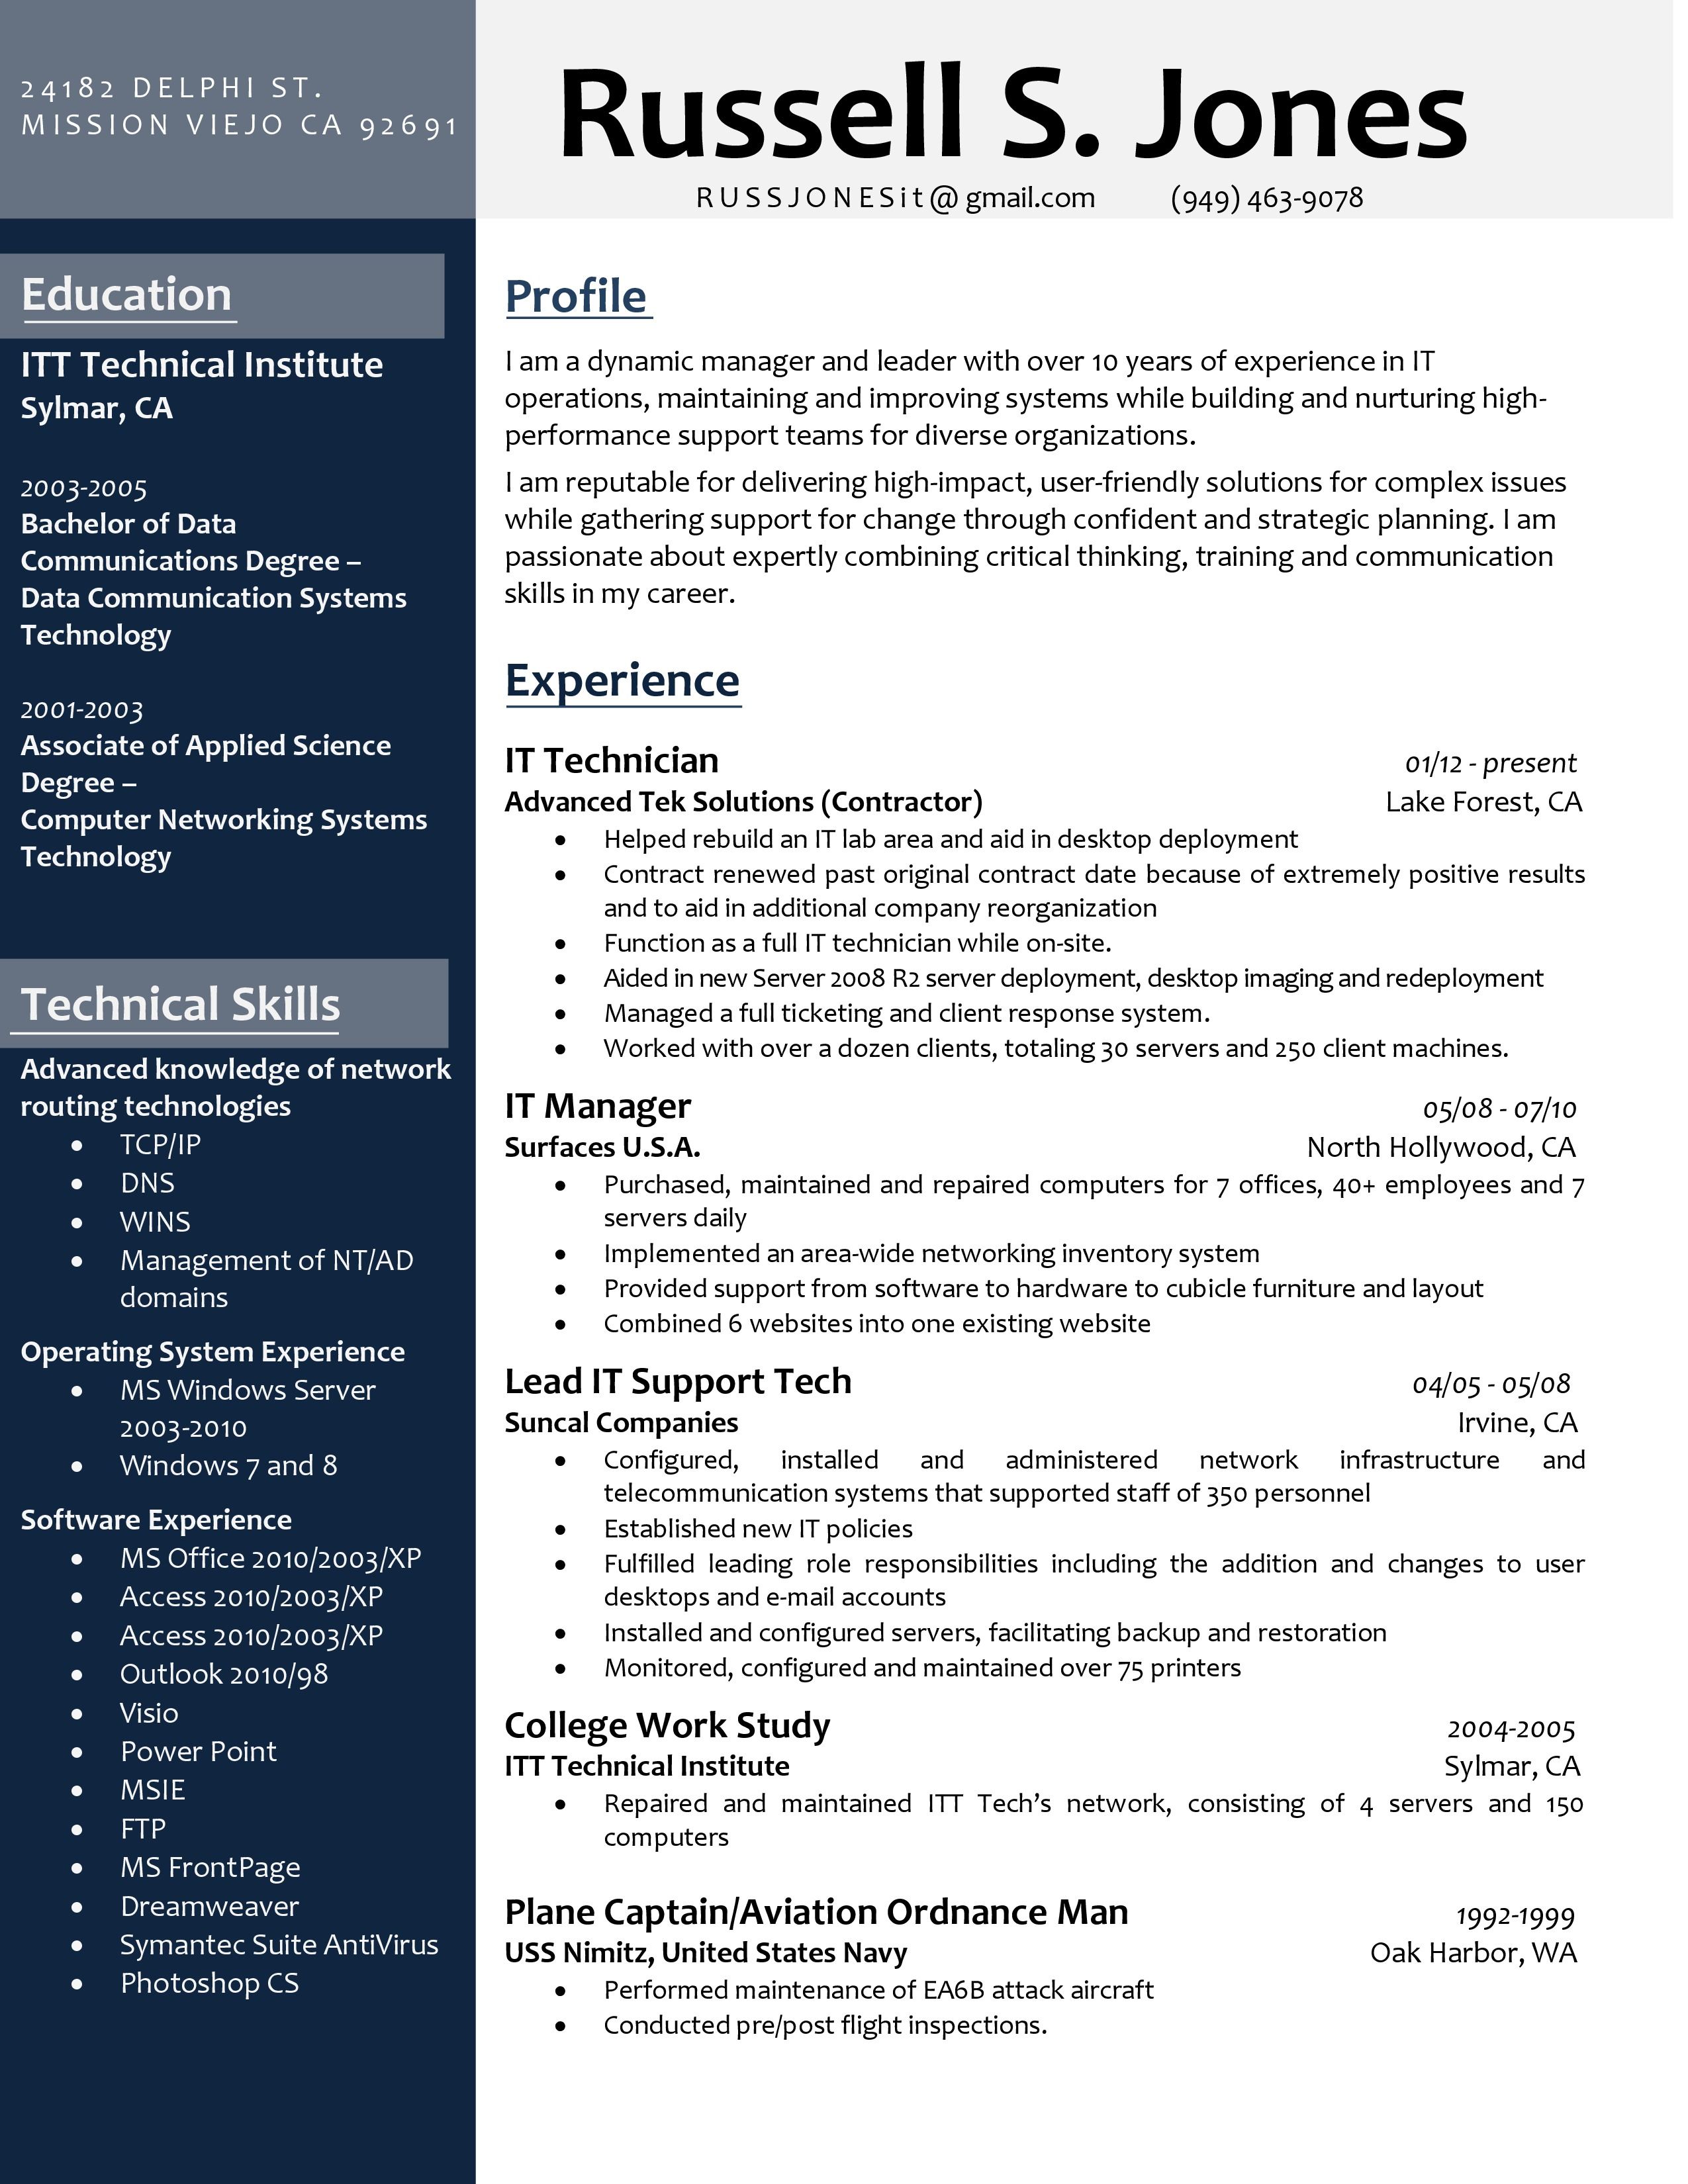 24182 DELPHI ST.
MISSION VIEJO CA 92691
Russell S. Jones
RUSSJONESit@ gmail.com (949) 463-9078
Education
ITT Technical Institute
Sylmar, CA
2003-2005
Bachelor of Data
Communications Degree –
Data Communication Systems
Technology
2001-2003
Associate of Applied Science
Degree –
Computer Networking Systems
Technology
Technical Skills
Advanced knowledge of network
routing technologies
• TCP/IP
• DNS
• WINS
• Management of NT/AD
domains
Operating System Experience
• MS Windows Server
2003-2010
• Windows 7 and 8
Software Experience
• MS Office 2010/2003/XP
• Access 2010/2003/XP
• Access 2010/2003/XP
• Outlook 2010/98
• Visio
• Power Point
• MSIE
• FTP
• MS FrontPage
• Dreamweaver
• Symantec Suite AntiVirus
• Photoshop CS
Profile
I am a dynamic manager and leader with over 10 years of experience in IT
operations, maintaining and improving systems while building and nurturing high-
performance support teams for diverse organizations.
I am reputable for delivering high-impact, user-friendly solutions for complex issues
while gathering support for change through confident and strategic planning. I am
passionate about expertly combining critical thinking, training and communication
skills in my career.
Experience
IT Technician 01/12 - present
Advanced Tek Solutions (Contractor) Lake Forest, CA
• Helped rebuild an IT lab area and aid in desktop deployment
• Contract renewed past original contract date because of extremely positive results
and to aid in additional company reorganization
• Function as a full IT technician while on-site.
• Aided in new Server 2008 R2 server deployment, desktop imaging and redeployment
• Managed a full ticketing and client response system.
• Worked with over a dozen clients, totaling 30 servers and 250 client machines.
IT Manager 05/08 - 07/10
Surfaces U.S.A. North Hollywood, CA
• Purchased, maintained and repaired computers for 7 offices, 40+ employees and 7
servers daily
• Implemented an area-wide networking inventory system
• Provided support from software to hardware to cubicle furniture and layout
• Combined 6 websites into one existing website
Lead IT Support Tech 04/05 - 05/08
Suncal Companies Irvine, CA
• Configured, installed and administered network infrastructure and
telecommunication systems that supported staff of 350 personnel
• Established new IT policies
• Fulfilled leading role responsibilities including the addition and changes to user
desktops and e-mail accounts
• Installed and configured servers, facilitating backup and restoration
• Monitored, configured and maintained over 75 printers
College Work Study 2004-2005
ITT Technical Institute Sylmar, CA
• Repaired and maintained ITT Tech’s network, consisting of 4 servers and 150
computers
Plane Captain/Aviation Ordnance Man 1992-1999
USS Nimitz, United States Navy Oak Harbor, WA
• Performed maintenance of EA6B attack aircraft
• Conducted pre/post flight inspections.